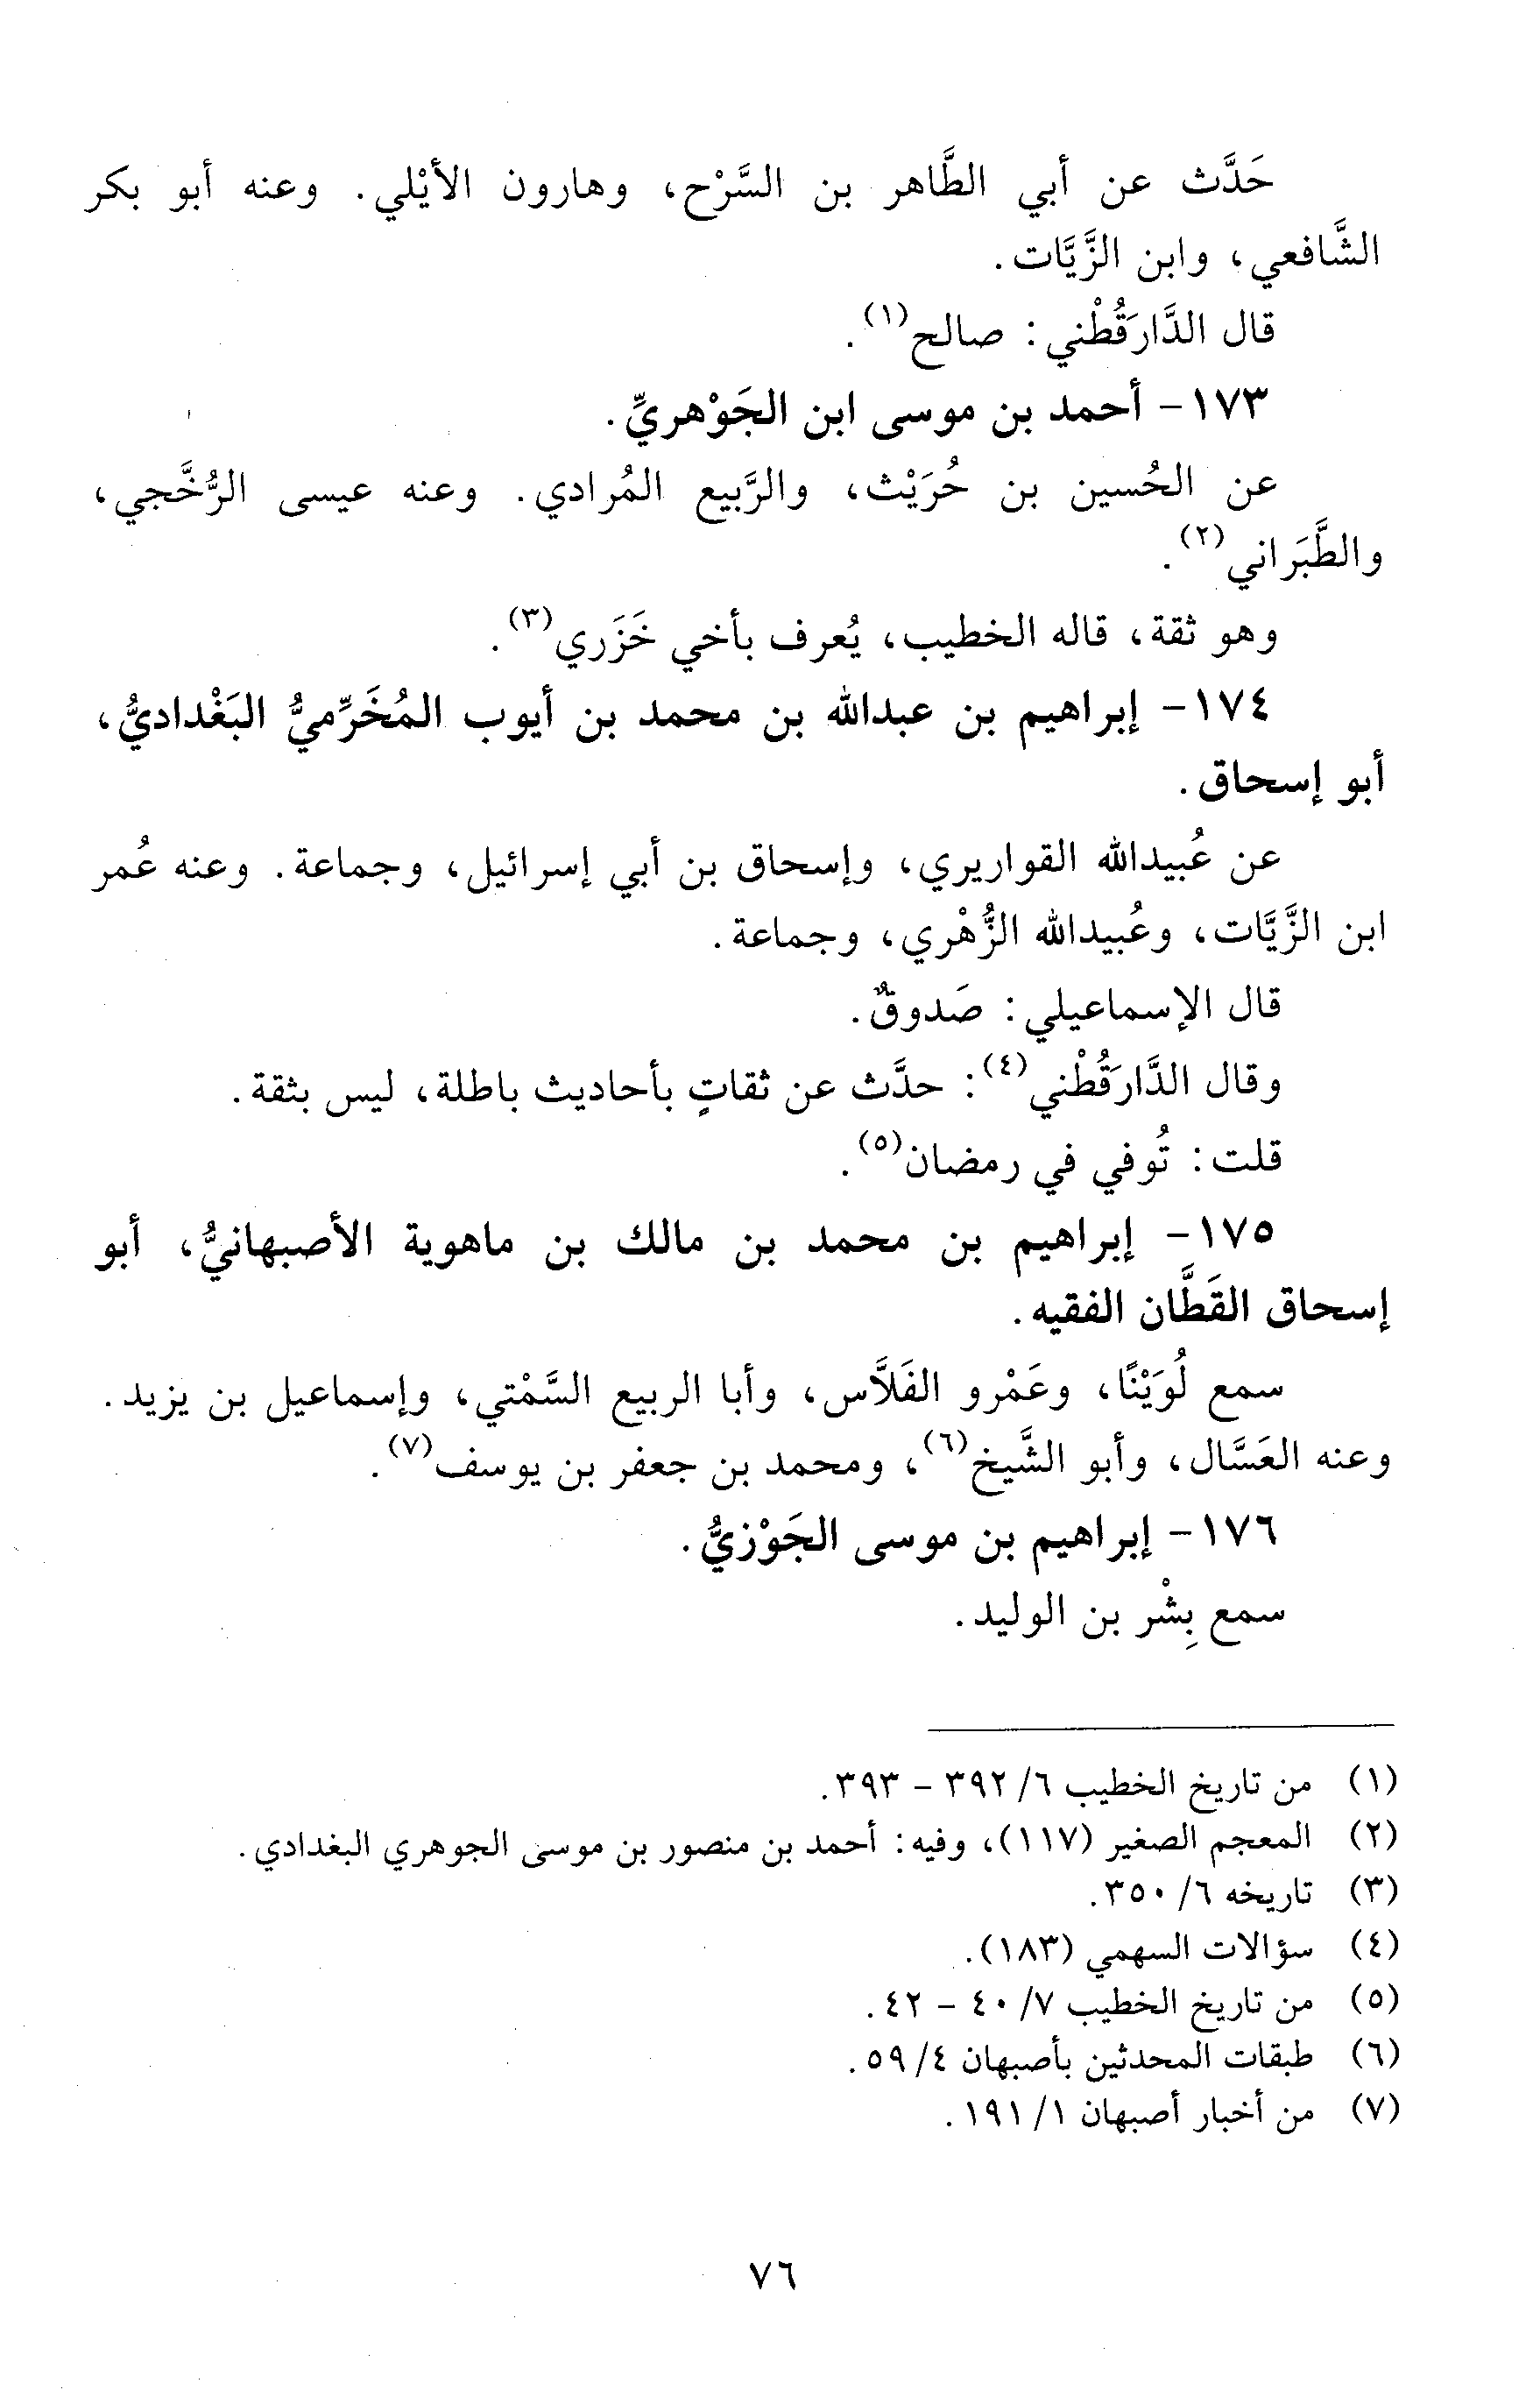 حَدَّث عن أبي الطَّاهر بن السَّرْح، وهارون الأيْلي. وعنه أبو بكر
الشَّافعي، وابن الزَّيَّات.
قال الدَّارَقُطْني: صالح(١).
١٧٣- أحمد بن موسى ابن الجَوْهريِّ.
عن الحُسين بن حُرَيْث، والرَّبيع المُرادي. وعنه عيسى الرُّخَّجي،
والطَّبَراني(٢).
وهو ثقة، قاله الخطيب، يُعرف بأخي خَزَري(٣).
١٧٤- إبراهيم بن عبدالله بن محمد بن أيوب المُخَرِّميُّ البَغْداديُّ،
أبو إسحاق.
عن عُبيدالله القواريري، وإسحاق بن أبي إسرائيل، وجماعة. وعنه عُمر
ابن الزَّيَّات، وعُبيدالله الزُّهْري، وجماعة.
قال الإسماعيلي: صَدوقٌ.
وقال الدَّارَقُطْني(٤): حدَّث عن ثقاتٍ بأحاديث باطلة، ليس بثقة.
قلت: تُوفي في رمضان(٥).
١٧٥- إبراهيم بن محمد بن مالك بن ماهوية الأصبهانيُّ، أبو
إسحاق القَطَّان الفقيه.
سمع لُوَيْنًا، وعَمْرو الفَلاَّس، وأبا الربيع السَّمْتي، وإسماعيل بن يزيد.
وعنه العَسَّال، وأبو الشَّيخ(٦)، ومحمد بن جعفر بن يوسف(٧).
١٧٦- إبراهيم بن موسى الجَوْزيُّ.
سمع بِشْر بن الوليد.
(١) من تاريخ الخطيب ٦/ ٣٩٢ - ٣٩٣.
(٢) المعجم الصغير (١١٧)، وفيه: أحمد بن منصور بن موسى الجوهري البغدادي.
(٣) تاريخه ٦/ ٣٥٠.
(٤) سؤالات السهمي (١٨٣).
(٥) من تاريخ الخطيب ٧/ ٤٠ - ٤٢.
(٦) طبقات المحدثين بأصبهان ٤/ ٥٩.
(٧) من أخبار أصبهان ١/ ١٩١.
٧٦